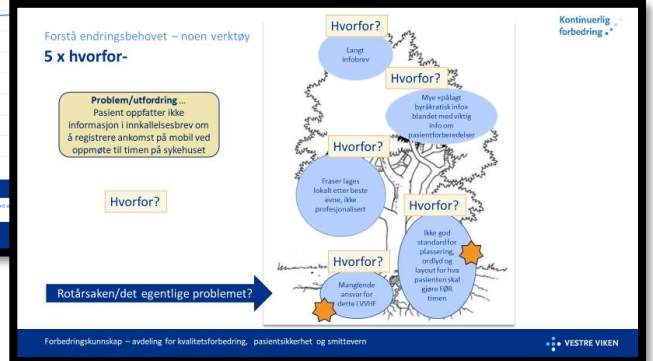 Forstå endringsbehovet – noen verktøy
5 x hvorfor-
Kontinuerlig
forbedring
Problem/utfordring ...
Pasient oppfatter ikke
informasjon i innkallelsesbrev om
å registrere ankomst på mobil ved
oppmøte til timen på sykehuset
Hvorfor?
Hvorfor?
Langt
infobrev
Hvorfor?
Mye «pålagt
byråkratisk info»
blandet med viktig
info om
pasientforberedelser
Hvorfor?
Fraser lages
lokalt etter beste
evne, ikke
profesjonalisert
Hvorfor?
Ikke god
standard for
plassering,
ordlyd og
layout for hva
pasienten skal
gjøre FØR
timen
Hvorfor?
Manglende
ansvar for
dette i VVHF
Rotårsaken/det egentlige problemet?
Forbedringskunnskap – avdeling for kvalitetsforbedring, pasientsikkerhet og smittevern
VESTRE VIKEN